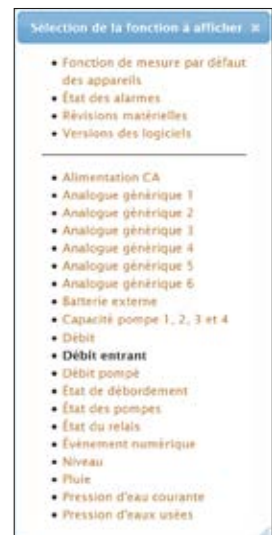 Sélection de la fonction à afficher ×
• Fonction de mesure par défaut
des appareils
• État des alarmes
• Révisions matérielles
• Versions des logiciels
• Alimentation CA
• Analogue générique 1
• Analogue générique 2
• Analogue générique 3
• Analogue générique 4
• Analogue générique 5
• Analogue générique 6
• Batterie externe
• Capacité pompe 1, 2, 3 et 4
• Débit
• Débit entrant
• Débit pompé
• État de débordement
• État des pompes
• État du relais
• Événement numérique
• Niveau
• Pluie
• Pression d'eau courante
• Pression d'eaux usées